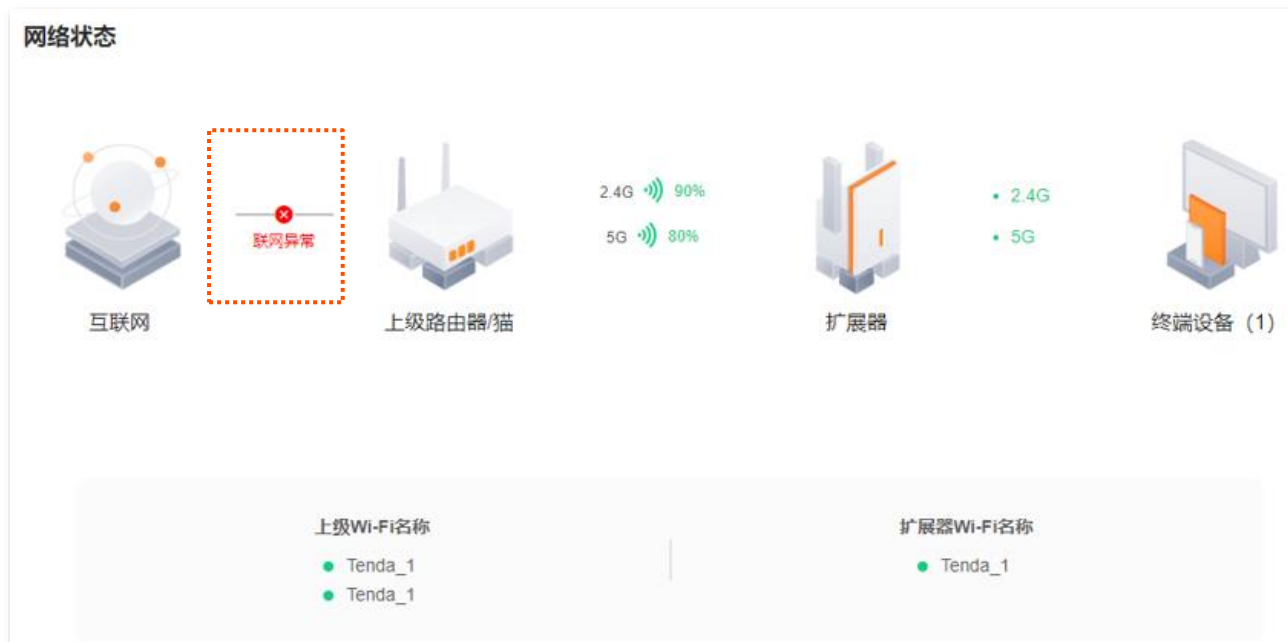 网络状态
联网异常
2.4G 90%
5G 80%
• 2.4G
• 5G
互联网
上级路由器/猫
扩展器
终端设备（1）
上级Wi-Fi名称
Tenda_1
Tenda_1
扩展器Wi-Fi名称
Tenda_1